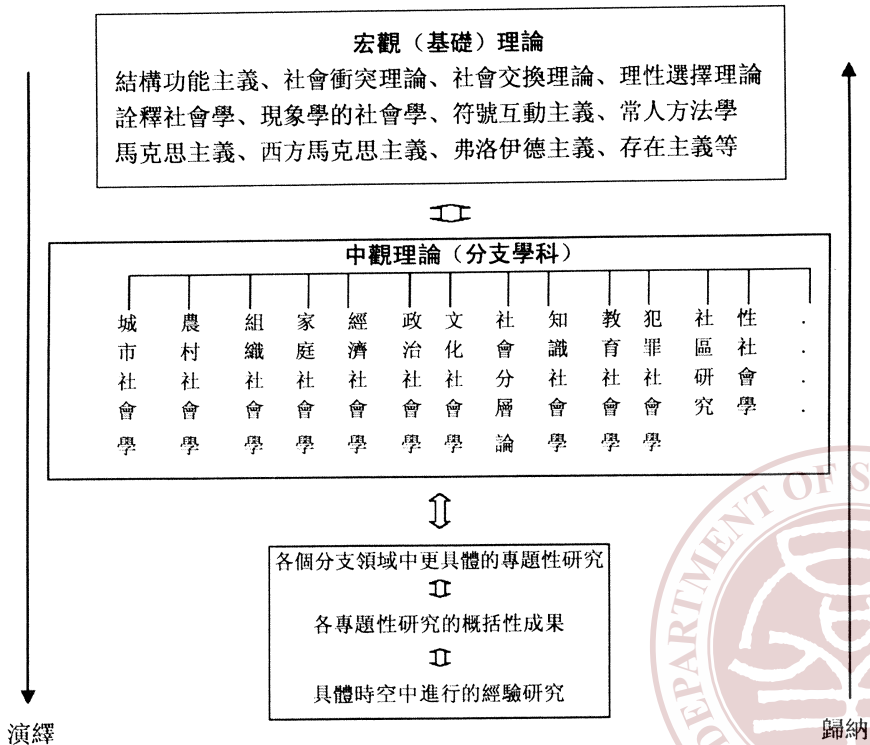 宏觀（基礎）理論
結構功能主義、社會衝突理論、社會交換理論、理性選擇理論
詮釋社會學、現象學的社會學、符號互動主義、常人方法學
馬克思主義、西方馬克思主義、弗洛伊德主義、存在主義等
中觀理論（分支學科）
城市社會學
農村社會學
組織社會學
家庭社會學
經濟社會學
政治社會學
文化社會學
社會分層論
知識社會學
教育社會學
犯罪社會學
社區研究
性社會學
. . . .
各個分支領域中更具體的專題性研究
各專題性研究的概括性成果
具體時空中進行的經驗研究
演繹
歸納
DEPARTMENT OF S